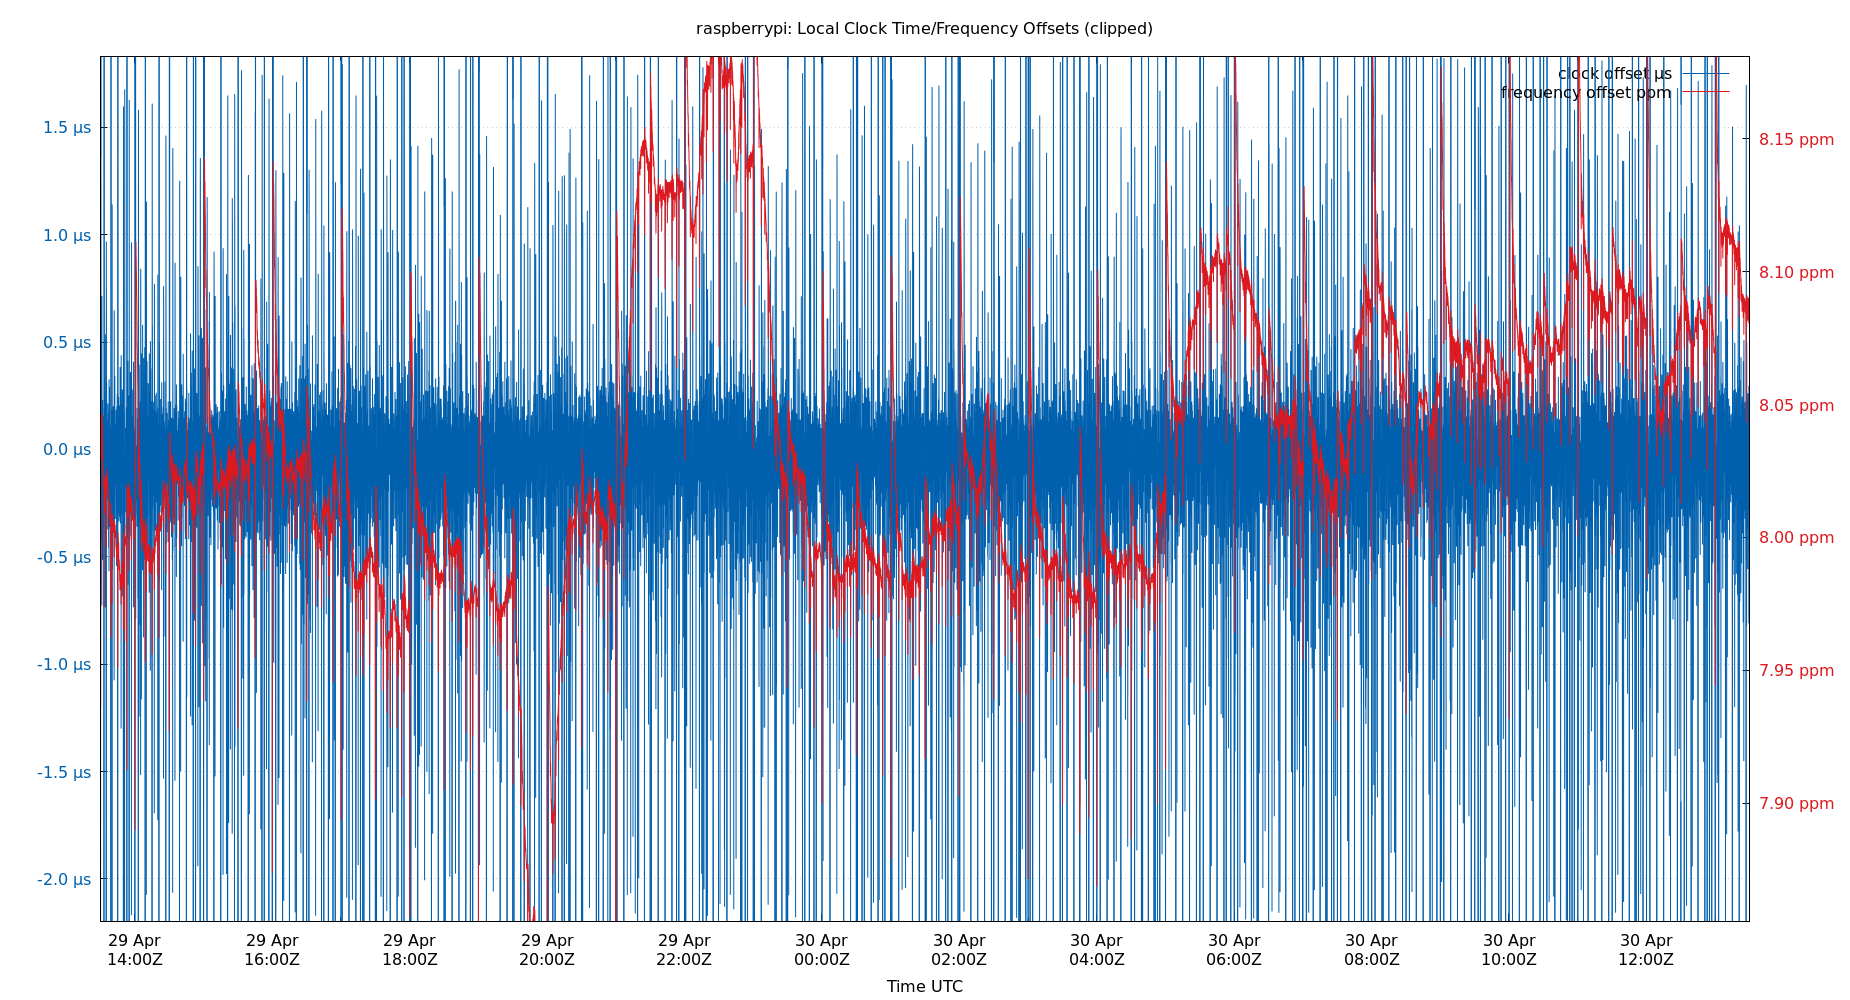 raspberrypi: Local Clock Time/Frequency Offsets (clipped)
clock offset µs
frequency offset ppm
1.5 µs
1.0 µs
0.5 µs
0.0 µs
-0.5 µs
-1.0 µs
-1.5 µs
-2.0 µs
8.15 ppm
8.10 ppm
8.05 ppm
8.00 ppm
7.95 ppm
7.90 ppm
29 Apr
14:00Z
29 Apr
16:00Z
29 Apr
18:00Z
29 Apr
20:00Z
29 Apr
22:00Z
30 Apr
00:00Z
30 Apr
02:00Z
30 Apr
04:00Z
30 Apr
06:00Z
30 Apr
08:00Z
30 Apr
10:00Z
30 Apr
12:00Z
Time UTC